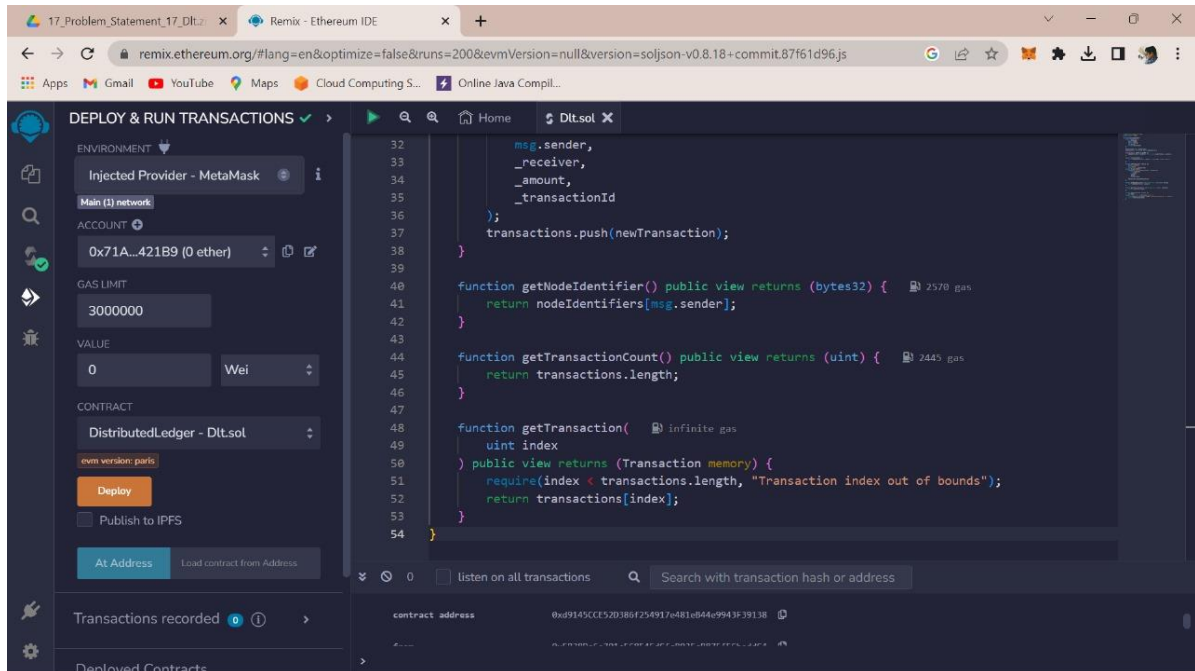 17_Problem_Statement_17_Dlt.zi
Remix - Ethereum IDE
remix.ethereum.org/#lang=en&optimize=false&runs=200&evmVersion=null&version=soljson-v0.8.18+commit.87f61d96.js
Apps Gmail YouTube Maps Cloud Computing S... Online Java Compil...
DEPLOY & RUN TRANSACTIONS
ENVIRONMENT
Injected Provider - MetaMask
Main (1) network
ACCOUNT
0x71A...421B9 (0 ether)
GAS LIMIT
3000000
VALUE
0 Wei
CONTRACT
DistributedLedger - Dlt.sol
evm version: paris
Deploy
Publish to IPFS
At Address Load contract from Address
Transactions recorded 0
Deployed Contracts
Home Dlt.sol
32 msg.sender,
33 _receiver,
34 _amount,
35 _transactionId
36 );
37 transactions.push(newTransaction);
38 }
39
40 function getNodeIdentifier() public view returns (bytes32) { 2570 gas
41 return nodeIdentifiers[msg.sender];
42 }
43
44 function getTransactionCount() public view returns (uint) { 2445 gas
45 return transactions.length;
46 }
47
48 function getTransaction( infinite gas
49 uint index
50 ) public view returns (Transaction memory) {
51 require(index < transactions.length, "Transaction index out of bounds");
52 return transactions[index];
53 }
54 }
0 listen on all transactions Search with transaction hash or address
contract address 0xd9145CCE52D386f254917e481eB44e9943F39138
>